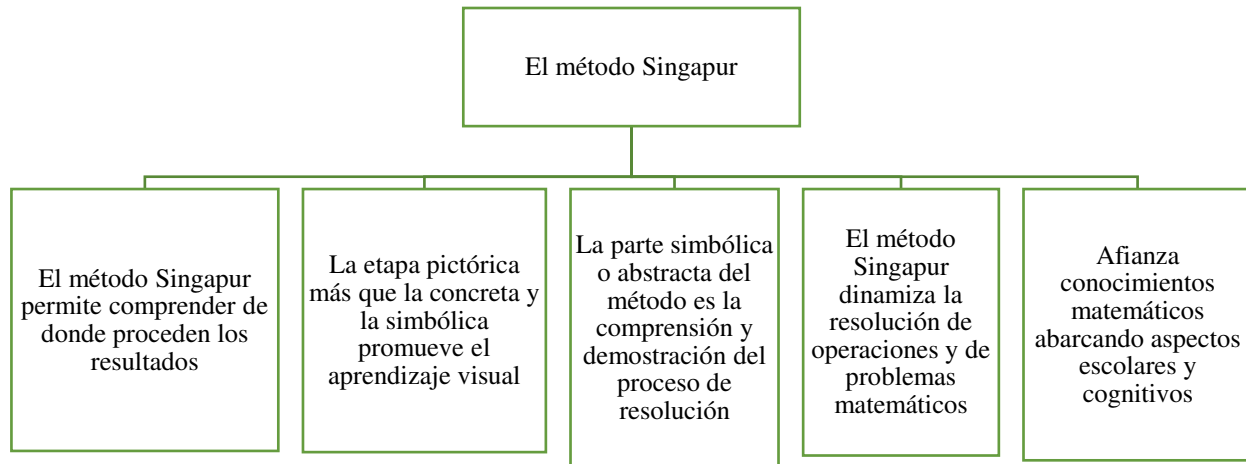 El método Singapur
El método Singapur
permite comprender de
donde proceden los
resultados
La etapa pictórica
más que la concreta y
la simbólica
promueve el
aprendizaje visual
La parte simbólica
o abstracta del
método es la
comprensión y
demostración del
proceso de
resolución
El método
Singapur
dinamiza la
resolución de
operaciones y de
problemas
matemáticos
Afianza
conocimientos
matemáticos
abarcando aspectos
escolares y
cognitivos